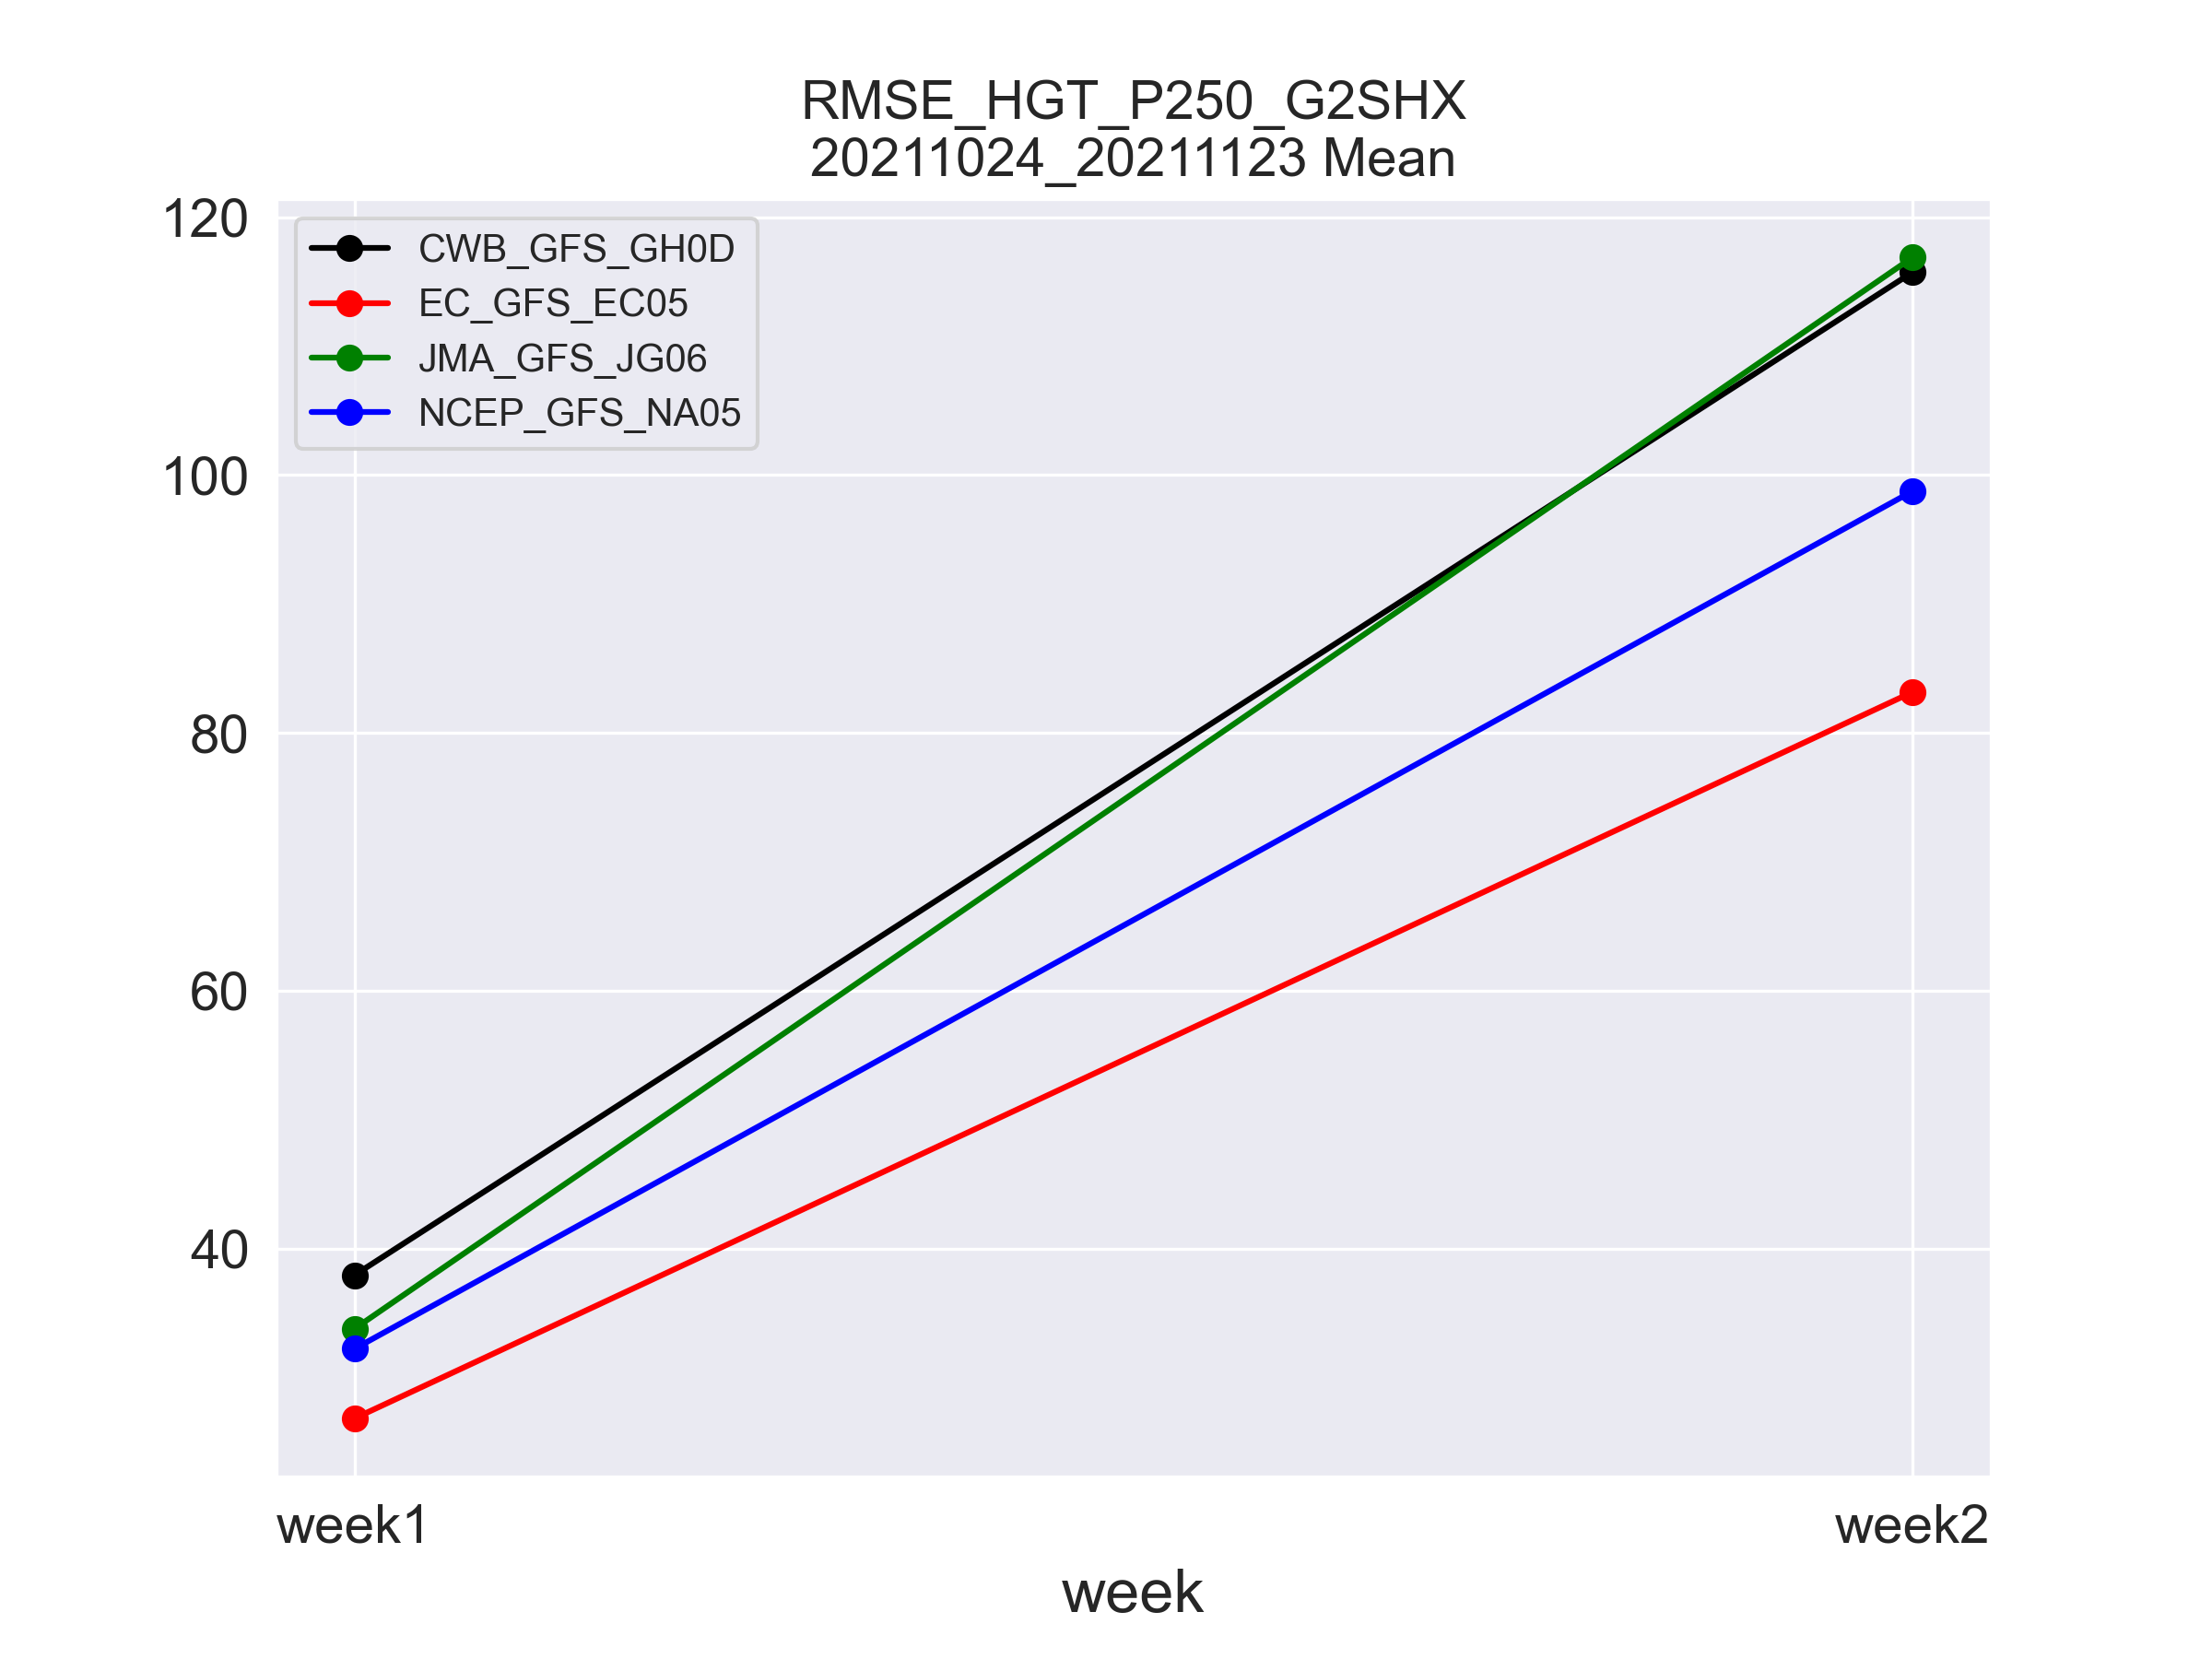 RMSE_HGT_P250_G2SHX
20211024_20211123 Mean
120
100
80
60
40
CWB_GFS_GH0D
EC_GFS_EC05
JMA_GFS_JG06
NCEP_GFS_NA05
week1
week2
week